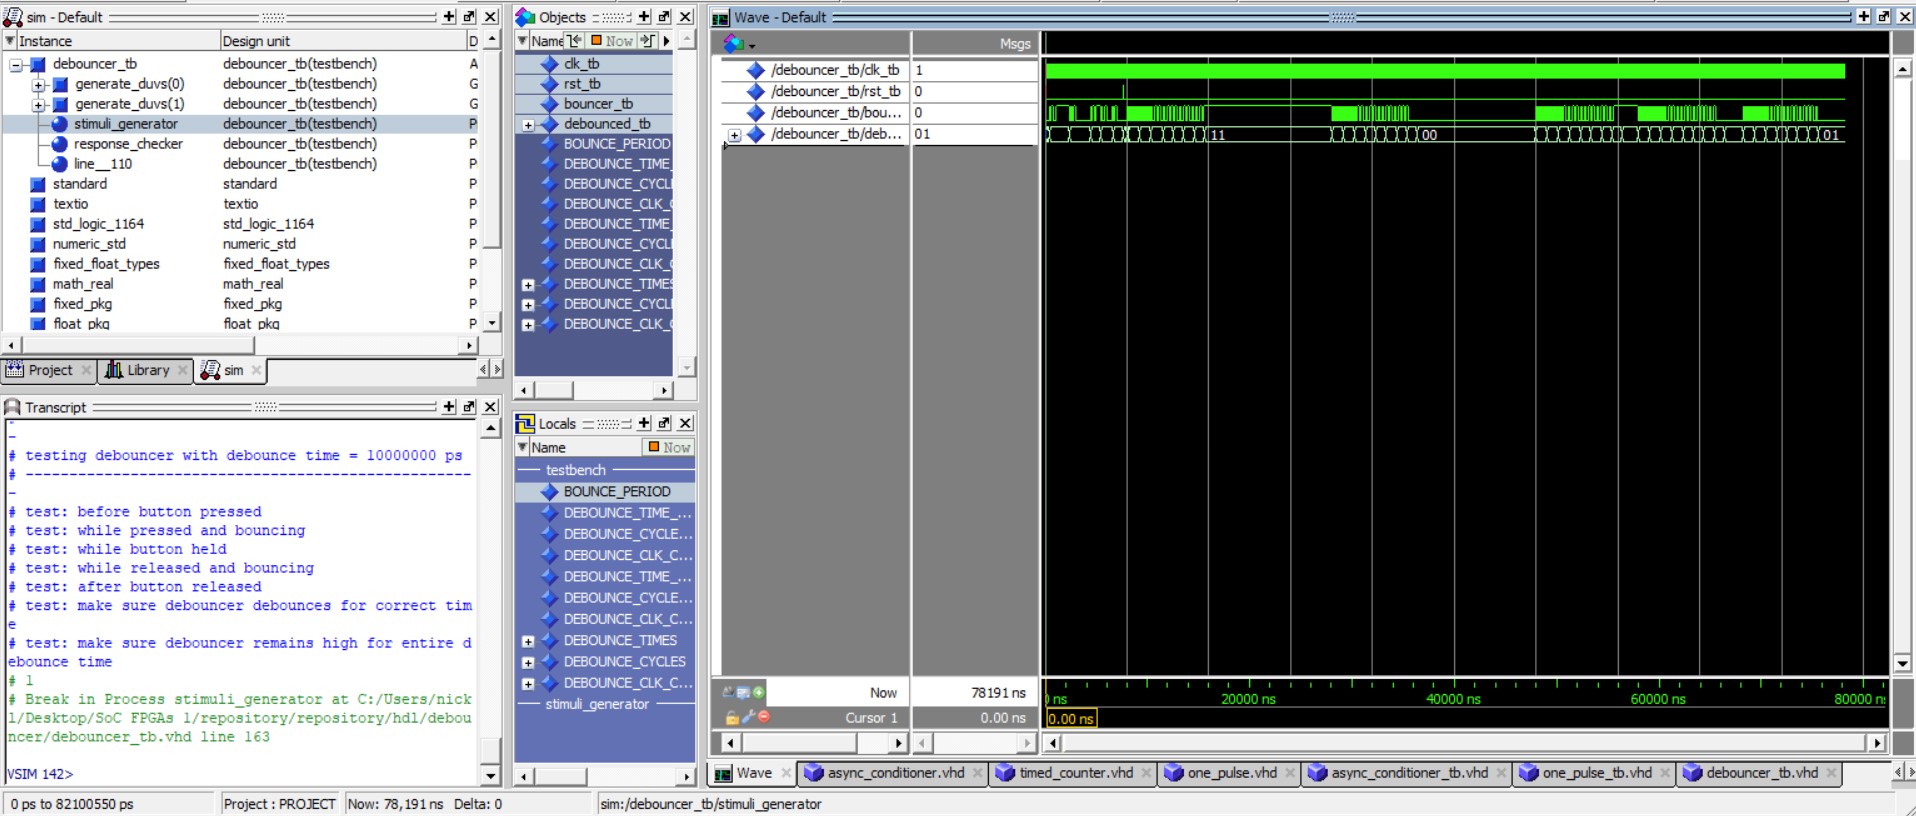 sim - Default
Instance Design unit D
debouncer_tb debouncer_tb(testbench) A
generate_duvs(0) debouncer_tb(testbench) G
generate_duvs(1) debouncer_tb(testbench) G
stimuli_generator debouncer_tb(testbench) P
response_checker debouncer_tb(testbench) P
line__110 debouncer_tb(testbench) P
standard standard P
textio textio P
std_logic_1164 std_logic_1164 P
numeric_std numeric_std P
fixed_float_types fixed_float_types P
math_real math_real P
fixed_pkg fixed_pkg P
float_pkg float_pkg P
Project Library sim
Transcript
# testing debouncer with debounce time = 10000000 ps
# ---------------------------------------------------
-
# test: before button pressed
# test: while pressed and bouncing
# test: while button held
# test: while released and bouncing
# test: after button released
# test: make sure debouncer debounces for correct tim
e
# test: make sure debouncer remains high for entire d
ebounce time
# 1
# Break in Process stimuli_generator at C:/Users/nick
l/Desktop/SoC FPGAs 1/repository/repository/hdl/debou
ncer/debouncer_tb.vhd line 163
VSIM 142>
Objects
Name Now
clk_tb
rst_tb
bouncer_tb
debounced_tb
BOUNCE_PERIOD
DEBOUNCE_TIME_
DEBOUNCE_CYCL
DEBOUNCE_CLK_C
DEBOUNCE_TIME_
DEBOUNCE_CYCL
DEBOUNCE_CLK_C
DEBOUNCE_TIMES
DEBOUNCE_CYCL
DEBOUNCE_CLK_C
Locals
Name Now
testbench
BOUNCE_PERIOD
DEBOUNCE_TIME_...
DEBOUNCE_CYCLE...
DEBOUNCE_CLK_C...
DEBOUNCE_TIME_...
DEBOUNCE_CYCLE...
DEBOUNCE_CLK_C...
DEBOUNCE_TIMES
DEBOUNCE_CYCLES
DEBOUNCE_CLK_C...
stimuli_generator
Wave - Default
Msgs
/debouncer_tb/clk_tb 1
/debouncer_tb/rst_tb 0
/debouncer_tb/bou... 0
/debouncer_tb/deb... 01 11 00 01
Now 78191 ns ns 20000 ns 40000 ns 60000 ns 80000 ns
Cursor 1 0.00 ns 0.00 ns
Wave async_conditioner.vhd timed_counter.vhd one_pulse.vhd async_conditioner_tb.vhd one_pulse_tb.vhd debouncer_tb.vhd
0 ps to 82100550 ps Project : PROJECT Now: 78,191 ns Delta: 0 sim:/debouncer_tb/stimuli_generator